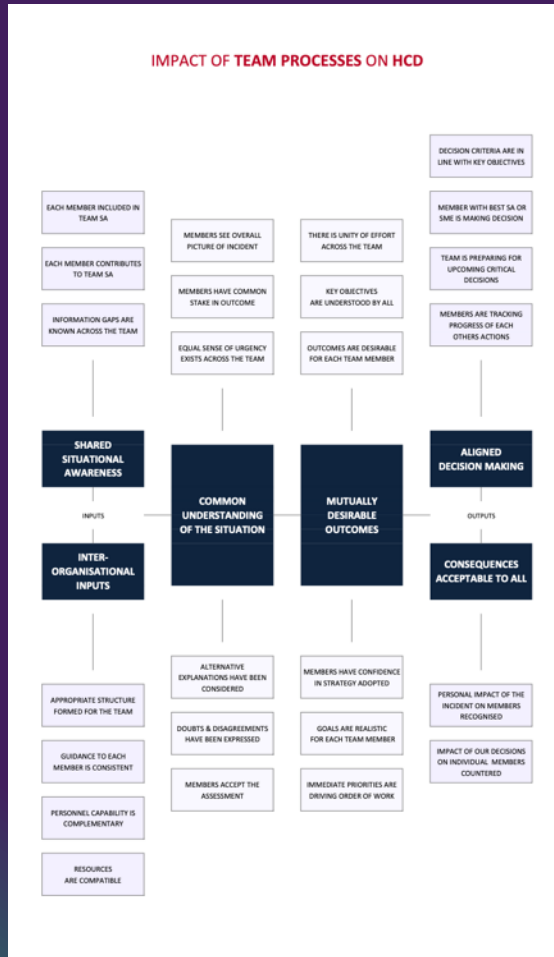 IMPACT OF TEAM PROCESSES ON HCD
EACH MEMBER INCLUDED IN
TEAM SA
EACH MEMBER CONTRIBUTES
TO TEAM SA
INFORMATION GAPS ARE
KNOWN ACROSS THE TEAM
MEMBERS SEE OVERALL
PICTURE OF INCIDENT
MEMBERS HAVE COMMON
STAKE IN OUTCOME
EQUAL SENSE OF URGENCY
EXISTS ACROSS THE TEAM
THERE IS UNITY OF EFFORT
ACROSS THE TEAM
KEY OBJECTIVES
ARE UNDERSTOOD BY ALL
OUTCOMES ARE DESIRABLE
FOR EACH TEAM MEMBER
DECISION CRITERIA ARE IN
LINE WITH KEY OBJECTIVES
MEMBER WITH BEST SA OR
SME IS MAKING DECISION
TEAM IS PREPARING FOR
UPCOMING CRITICAL
DECISIONS
MEMBERS ARE TRACKING
PROGRESS OF EACH
OTHERS ACTIONS
SHARED
SITUATIONAL
AWARENESS
INPUTS
INTER-
ORGANISATIONAL
INPUTS
COMMON
UNDERSTANDING
OF THE SITUATION
MUTUALLY
DESIRABLE
OUTCOMES
ALIGNED
DECISION MAKING
OUTPUTS
CONSEQUENCES
ACCEPTABLE TO ALL
APPROPRIATE STRUCTURE
FORMED FOR THE TEAM
GUIDANCE TO EACH
MEMBER IS CONSISTENT
PERSONNEL CAPABILITY IS
COMPLEMENTARY
RESOURCES
ARE COMPATIBLE
ALTERNATIVE
EXPLANATIONS HAVE BEEN
CONSIDERED
DOUBTS & DISAGREEMENTS
HAVE BEEN EXPRESSED
MEMBERS ACCEPT THE
ASSESSMENT
MEMBERS HAVE CONFIDENCE
IN STRATEGY ADOPTED
GOALS ARE REALISTIC
FOR EACH TEAM MEMBER
IMMEDIATE PRIORITIES ARE
DRIVING ORDER OF WORK
PERSONAL IMPACT OF THE
INCIDENT ON MEMBERS
RECOGNISED
IMPACT OF OUR DECISIONS
ON INDIVIDUAL MEMBERS
COUNTERED